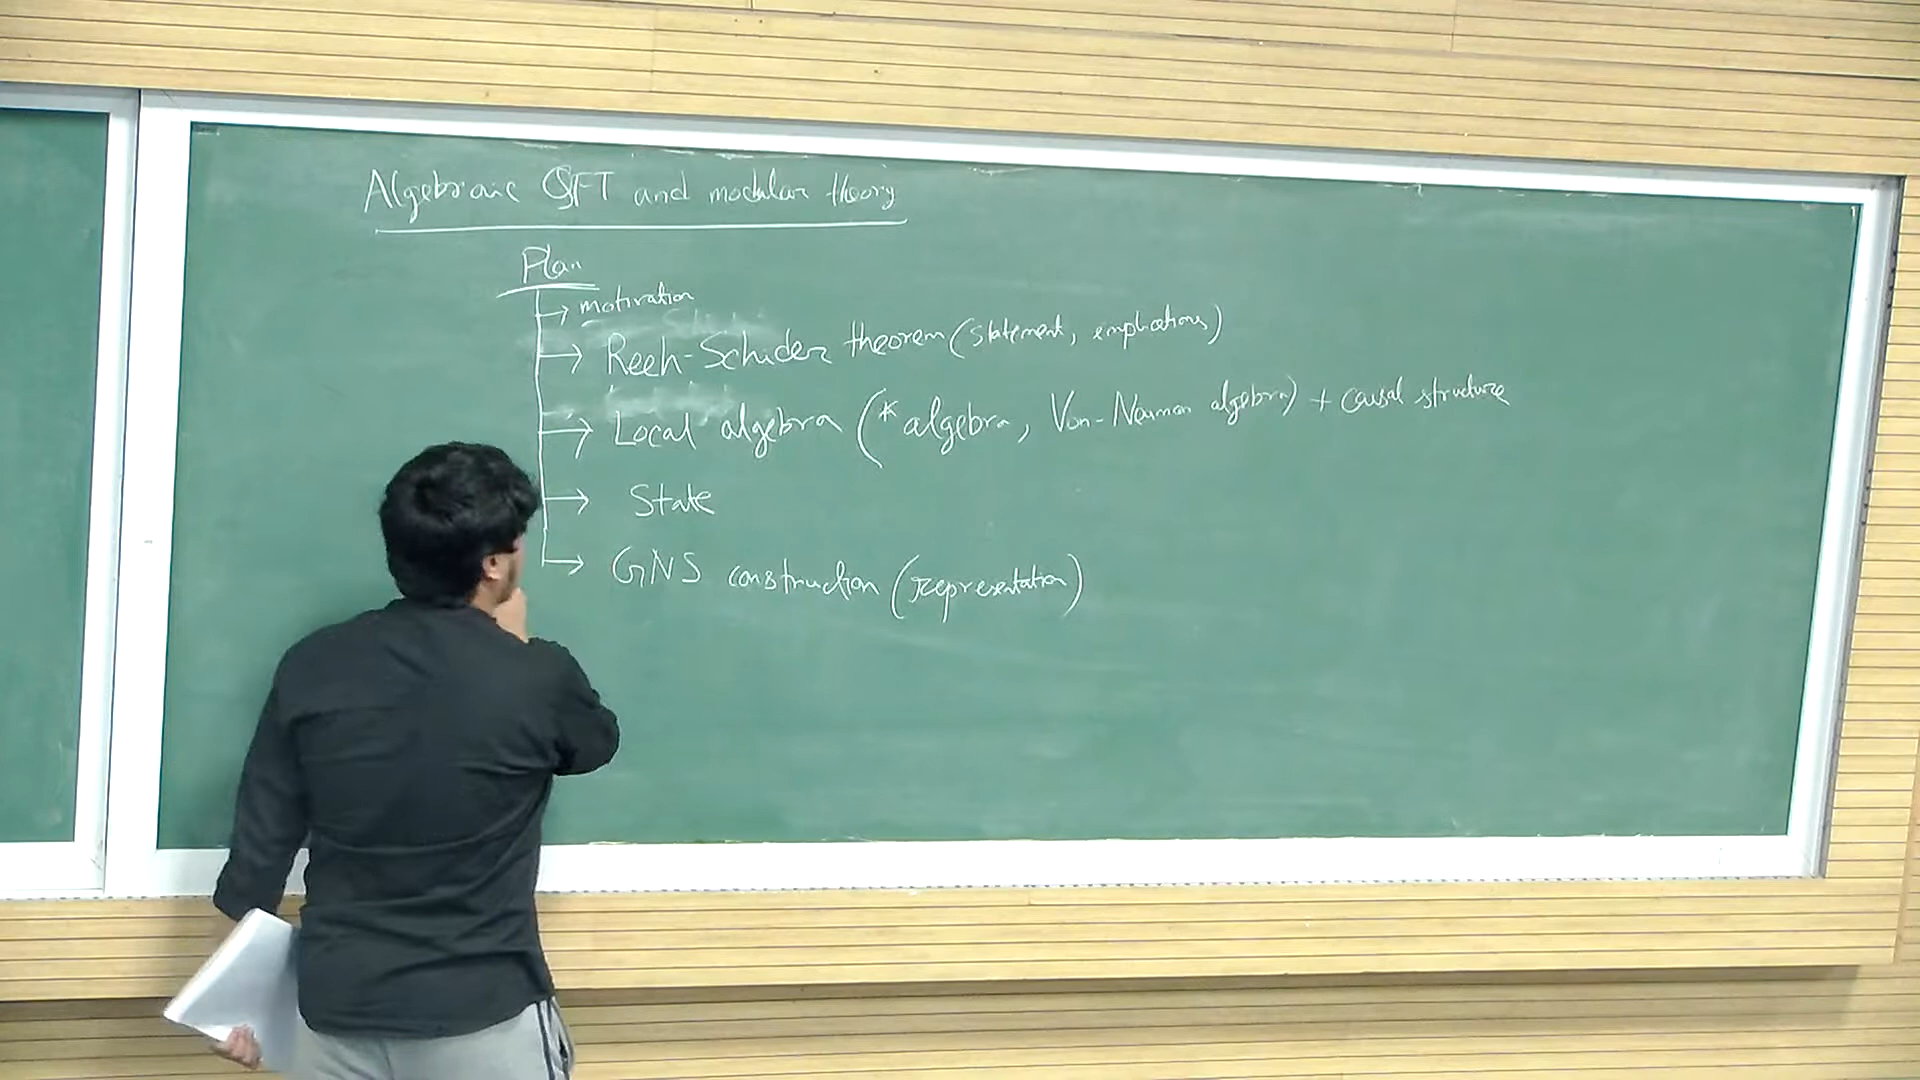 Algebraic QFT and modular theory
Plan
→ motivation
→ Reeh-Schlider theorem (statement, implications)
→ Local algebra (* algebra, Von-Neuman algebra) + causal structure
→ State
→ GNS construction (representation)